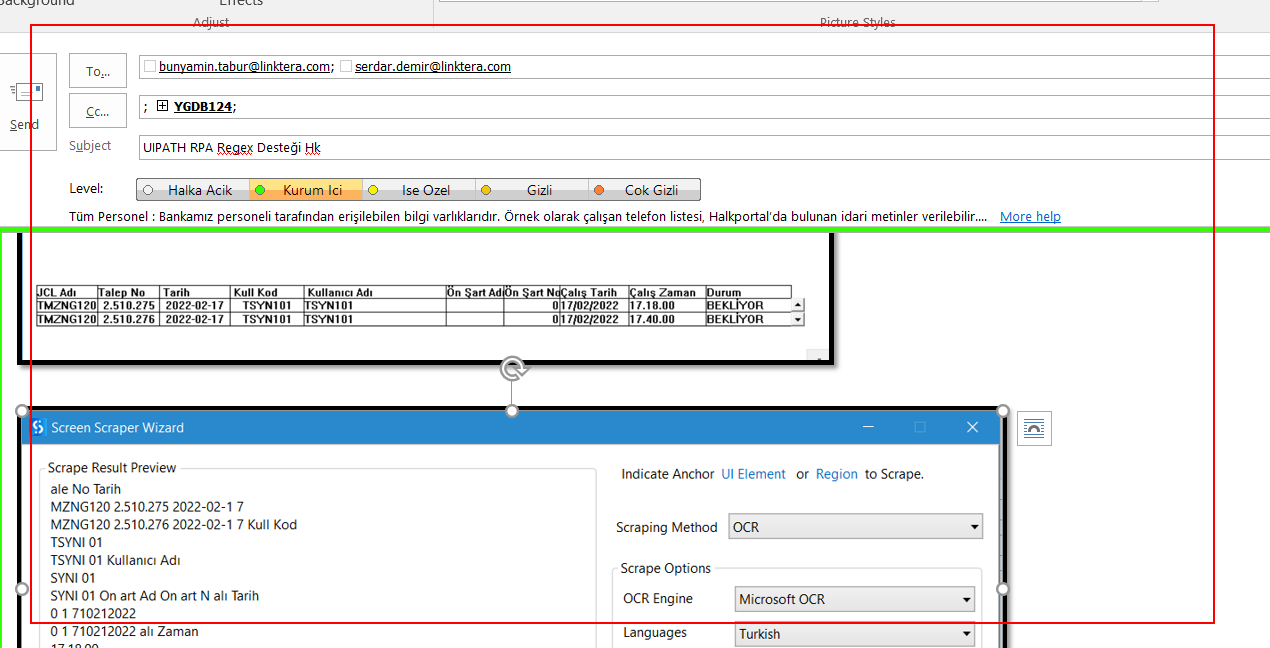 Background Effects
Adjust Picture Styles
To... bunyamin.tabur@linktera.com; serdar.demir@linktera.com
Cc... ; YGDB124;
Send
Subject UIPATH RPA Regex Desteği Hk
Level: Halka Acik Kurum Ici Ise Ozel Gizli Cok Gizli
Tüm Personel : Bankamız personeli tarafından erişilebilen bilgi varlıklarıdır. Örnek olarak çalışan telefon listesi, Halkportal'da bulunan idari metinler verilebilir.... More help
JCL Adı Talep No Tarih Kull Kod Kullanıcı Adı Ön Şart Adı Ön Şart No Çalış Tarih Çalış Zaman Durum
TMZNG120 2.510.275 2022-02-17 TSYN101 TSYN101 0 17/02/2022 17.18.00 BEKLİYOR
TMZNG120 2.510.276 2022-02-17 TSYN101 TSYN101 0 17/02/2022 17.40.00 BEKLİYOR
Screen Scraper Wizard
Scrape Result Preview
ale No Tarih
MZNG120 2.510.275 2022-02-1 7
MZNG120 2.510.276 2022-02-1 7 Kull Kod
TSYNI 01
TSYNI 01 Kullanıcı Adı
SYNI 01
SYNI 01 On art Ad On art N alı Tarih
0 1 710212022
0 1 710212022 alı Zaman
17.18.00
Indicate Anchor UI Element or Region to Scrape.
Scraping Method OCR
Scrape Options
OCR Engine Microsoft OCR
Languages Turkish